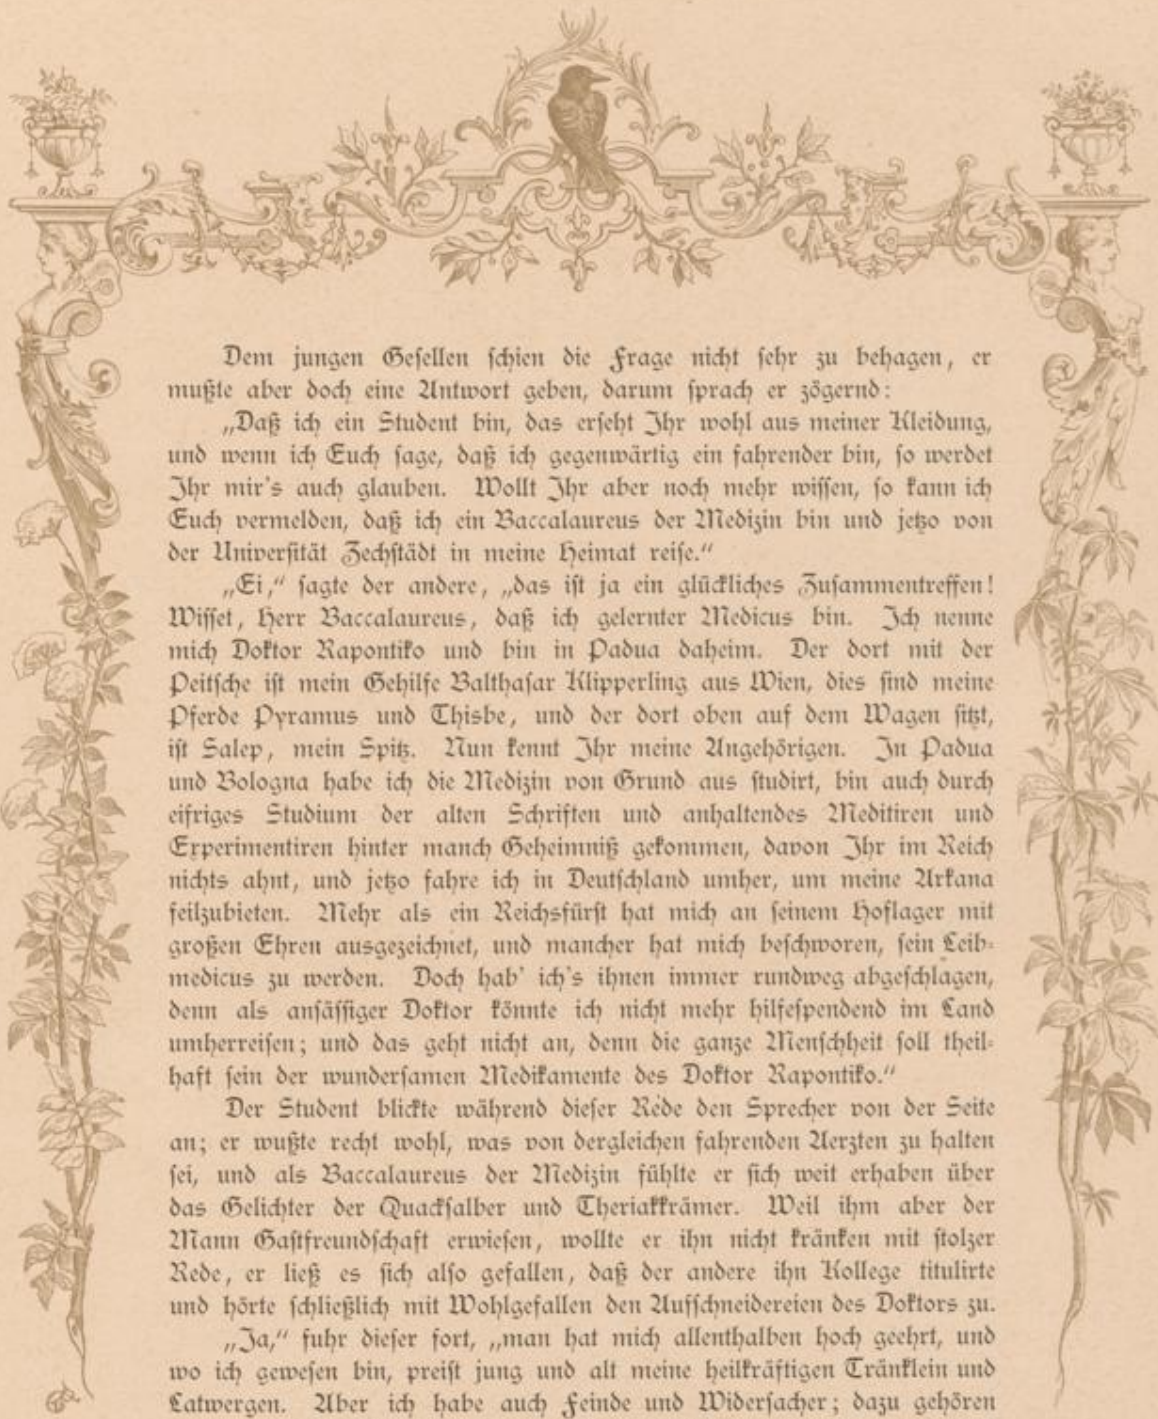 Dem jungen Gesellen schien die Frage nicht sehr zu behagen, er
mußte aber doch eine Antwort geben, darum sprach er zögernd:
„Daß ich ein Student bin, das erseht Ihr wohl aus meiner Kleidung,
und wenn ich Euch sage, daß ich gegenwärtig ein fahrender bin, so werdet
Ihr mir's auch glauben. Wollt Ihr aber noch mehr wissen, so kann ich
Euch vermelden, daß ich ein Baccalaureus der Medizin bin und jetzo von
der Universität Zechstädt in meine Heimat reise.“
„Ei,“ sagte der andere, „das ist ja ein glückliches Zusammentreffen!
Wisset, Herr Baccalaureus, daß ich gelernter Medicus bin. Ich nenne
mich Doktor Rapontiko und bin in Padua daheim. Der dort mit der
Peitsche ist mein Gehilfe Balthasar Klipperling aus Wien, dies sind meine
Pferde Pyramus und Thisbe, und der dort oben auf dem Wagen sitzt,
ist Salep, mein Spitz. Nun kennt Ihr meine Angehörigen. In Padua
und Bologna habe ich die Medizin von Grund aus studirt, bin auch durch
eifriges Studium der alten Schriften und anhaltendes Meditiren und
Experimentiren hinter manch Geheimniß gekommen, davon Ihr im Reich
nichts ahnt, und jetzo fahre ich in Deutschland umher, um meine Arkana
feilzubieten. Mehr als ein Reichsfürst hat mich an seinem Hoflager mit
großen Ehren ausgezeichnet, und mancher hat mich beschworen, sein Leib-
medicus zu werden. Doch hab' ich's ihnen immer rundweg abgeschlagen,
denn als ansässiger Doktor könnte ich nicht mehr hilfespendend im Land
umherreisen; und das geht nicht an, denn die ganze Menschheit soll theil-
haft sein der wundersamen Medikamente des Doktor Rapontiko.“
Der Student blickte während dieser Rede den Sprecher von der Seite
an; er wußte recht wohl, was von dergleichen fahrenden Aerzten zu halten
sei, und als Baccalaureus der Medizin fühlte er sich weit erhaben über
das Gelichter der Quacksalber und Theriakkrämer. Weil ihm aber der
Mann Gastfreundschaft erwiesen, wollte er ihn nicht kränken mit stolzer
Rede, er ließ es sich also gefallen, daß der andere ihn Kollege titulirte
und hörte schließlich mit Wohlgefallen den Aufschneidereien des Doktors zu.
„Ja,“ fuhr dieser fort, „man hat mich allenthalben hoch geehrt, und
wo ich gewesen bin, preist jung und alt meine heilkräftigen Tränklein und
Latwergen. Aber ich habe auch Feinde und Widersacher; dazu gehören